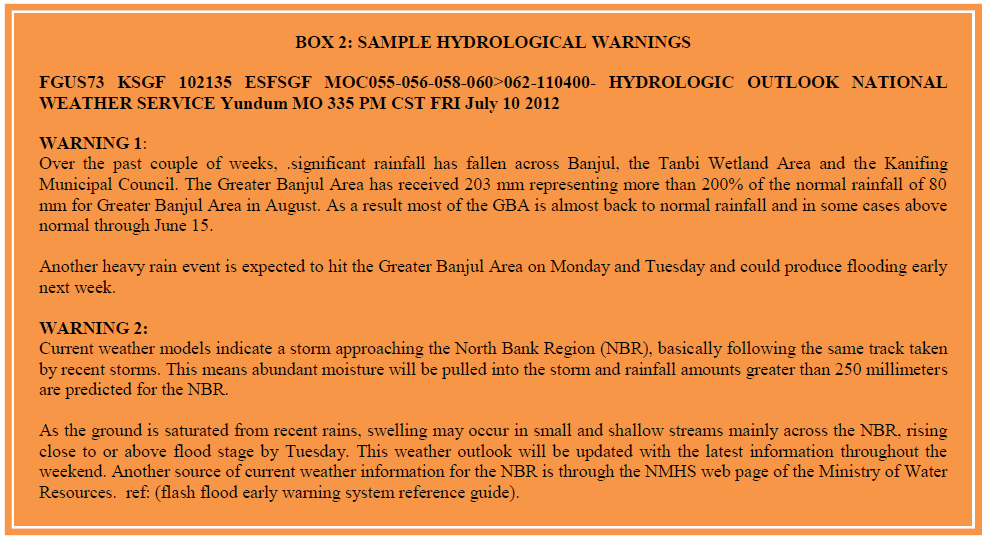 BOX 2: SAMPLE HYDROLOGICAL WARNINGS
FGUS73 KSGF 102135 ESFSGF MOC055-056-058-060>062-110400- HYDROLOGIC OUTLOOK NATIONAL
WEATHER SERVICE Yundum MO 335 PM CST FRI July 10 2012
WARNING 1:
Over the past couple of weeks, .significant rainfall has fallen across Banjul, the Tanbi Wetland Area and the Kanifing
Municipal Council. The Greater Banjul Area has received 203 mm representing more than 200% of the normal rainfall of 80
mm for Greater Banjul Area in August. As a result most of the GBA is almost back to normal rainfall and in some cases above
normal through June 15.
Another heavy rain event is expected to hit the Greater Banjul Area on Monday and Tuesday and could produce flooding early
next week.
WARNING 2:
Current weather models indicate a storm approaching the North Bank Region (NBR), basically following the same track taken
by recent storms. This means abundant moisture will be pulled into the storm and rainfall amounts greater than 250 millimeters
are predicted for the NBR.
As the ground is saturated from recent rains, swelling may occur in small and shallow streams mainly across the NBR, rising
close to or above flood stage by Tuesday. This weather outlook will be updated with the latest information throughout the
weekend. Another source of current weather information for the NBR is through the NMHS web page of the Ministry of Water
Resources. ref: (flash flood early warning system reference guide).